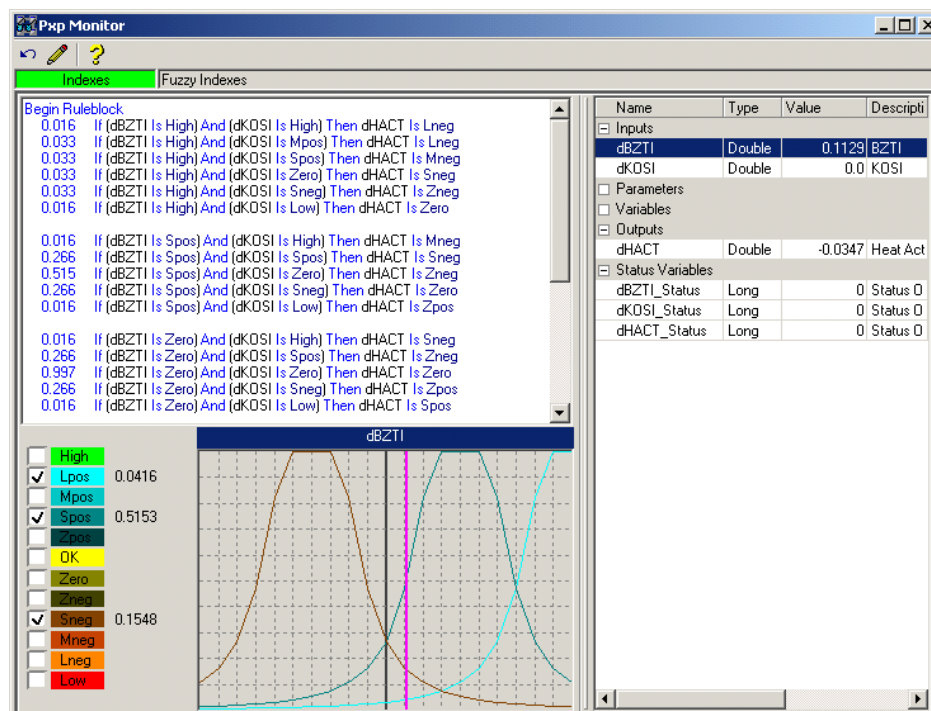 Pxp Monitor
Indexes Fuzzy Indexes
Begin Ruleblock
0.016 If (dBZTI Is High) And (dKOSI Is High) Then dHACT Is Lneg
0.033 If (dBZTI Is High) And (dKOSI Is Mpos) Then dHACT Is Lneg
0.033 If (dBZTI Is High) And (dKOSI Is Spos) Then dHACT Is Mneg
0.033 If (dBZTI Is High) And (dKOSI Is Zero) Then dHACT Is Sneg
0.033 If (dBZTI Is High) And (dKOSI Is Sneg) Then dHACT Is Zneg
0.016 If (dBZTI Is High) And (dKOSI Is Low) Then dHACT Is Zero
0.016 If (dBZTI Is Spos) And (dKOSI Is High) Then dHACT Is Mneg
0.266 If (dBZTI Is Spos) And (dKOSI Is Spos) Then dHACT Is Sneg
0.515 If (dBZTI Is Spos) And (dKOSI Is Zero) Then dHACT Is Zneg
0.266 If (dBZTI Is Spos) And (dKOSI Is Sneg) Then dHACT Is Zero
0.016 If (dBZTI Is Spos) And (dKOSI Is Low) Then dHACT Is Zpos
0.016 If (dBZTI Is Zero) And (dKOSI Is High) Then dHACT Is Sneg
0.266 If (dBZTI Is Zero) And (dKOSI Is Spos) Then dHACT Is Zneg
0.997 If (dBZTI Is Zero) And (dKOSI Is Zero) Then dHACT Is Zero
0.266 If (dBZTI Is Zero) And (dKOSI Is Sneg) Then dHACT Is Zpos
0.016 If (dBZTI Is Zero) And (dKOSI Is Low) Then dHACT Is Spos
dBZTI
High
Lpos 0.0416
Mpos
Spos 0.5153
Zpos
OK
Zero
Zneg
Sneg 0.1548
Mneg
Lneg
Low
Name Type Value Descripti
Inputs
dBZTI Double 0.1129 BZTI
dKOSI Double 0.0 KOSI
Parameters
Variables
Outputs
dHACT Double -0.0347 Heat Act
Status Variables
dBZTI_Status Long 0 Status O
dKOSI_Status Long 0 Status O
dHACT_Status Long 0 Status O